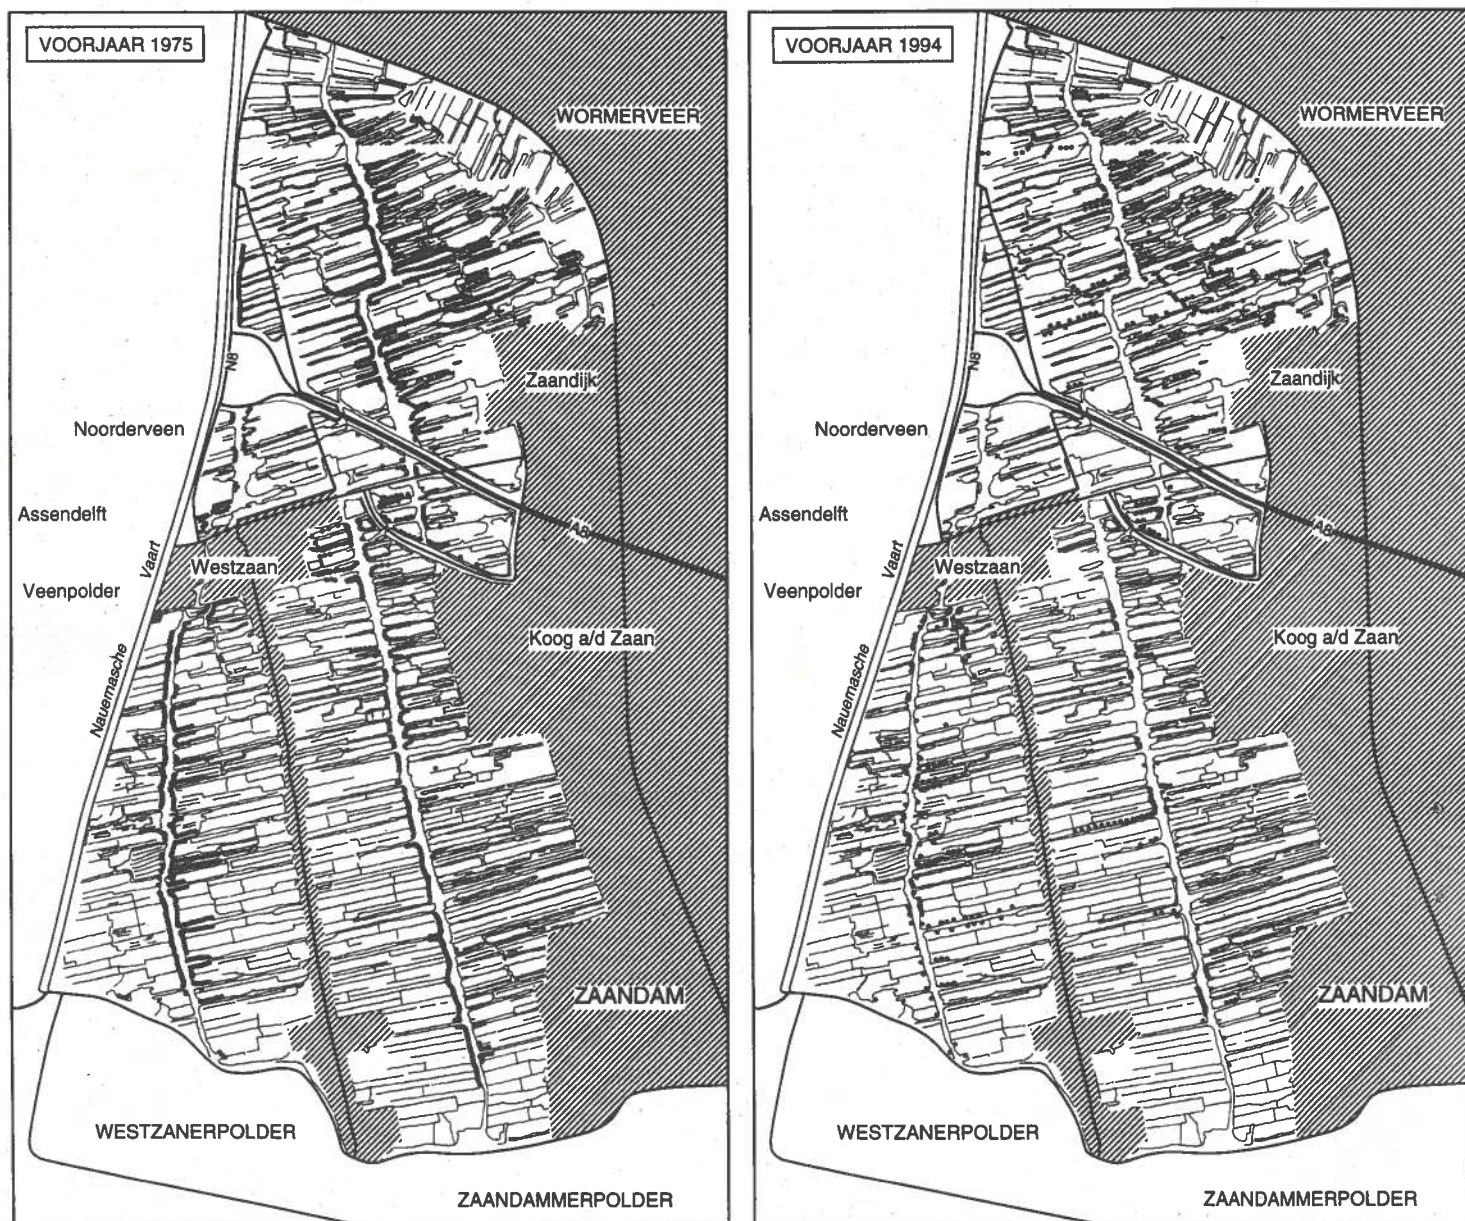 VOORJAAR 1975
WORMERVEER
N8
Zaandijk
Noorderveen
Assendelft
A8
Vaart
Westzaan
Veenpolder
Koog a/d Zaan
Nauernasche
ZAANDAM
WESTZANERPOLDER
ZAANDAMMERPOLDER
VOORJAAR 1994
WORMERVEER
N8
Zaandijk
Noorderveen
Assendelft
A8
Vaart
Westzaan
Veenpolder
Koog a/d Zaan
Nauernasche
ZAANDAM
WESTZANERPOLDER
ZAANDAMMERPOLDER